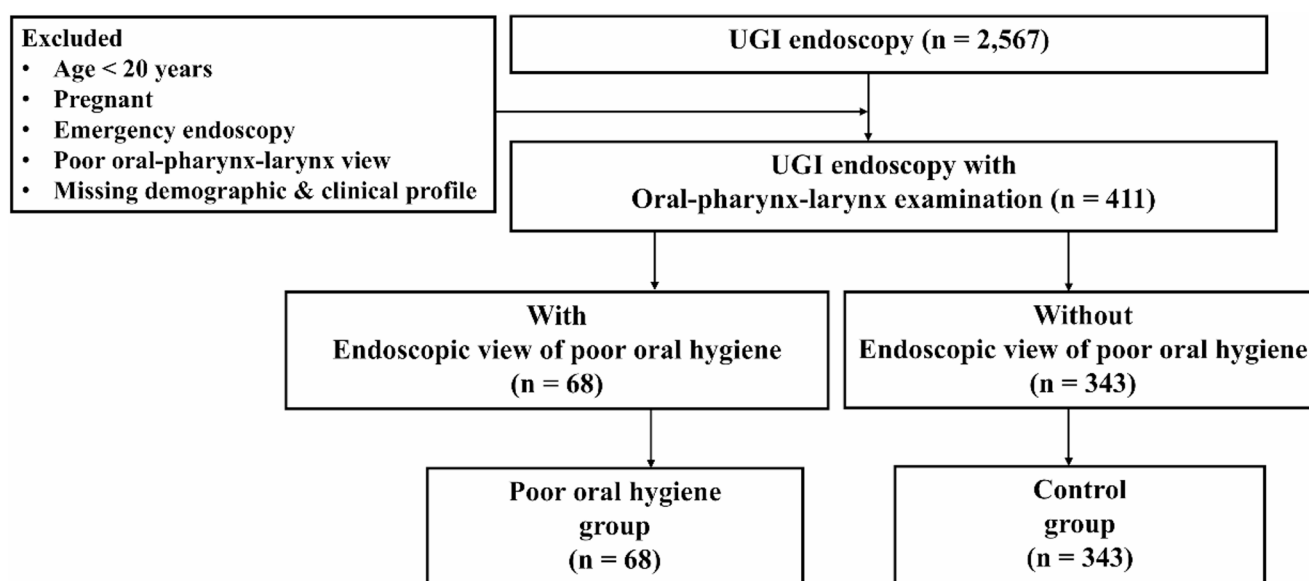 Excluded
• Age < 20 years
• Pregnant
• Emergency endoscopy
• Poor oral-pharynx-larynx view
• Missing demographic & clinical profile
UGI endoscopy (n = 2,567)
UGI endoscopy with
Oral-pharynx-larynx examination (n = 411)
With
Endoscopic view of poor oral hygiene
(n = 68)
Without
Endoscopic view of poor oral hygiene
(n = 343)
Poor oral hygiene
group
(n = 68)
Control
group
(n = 343)